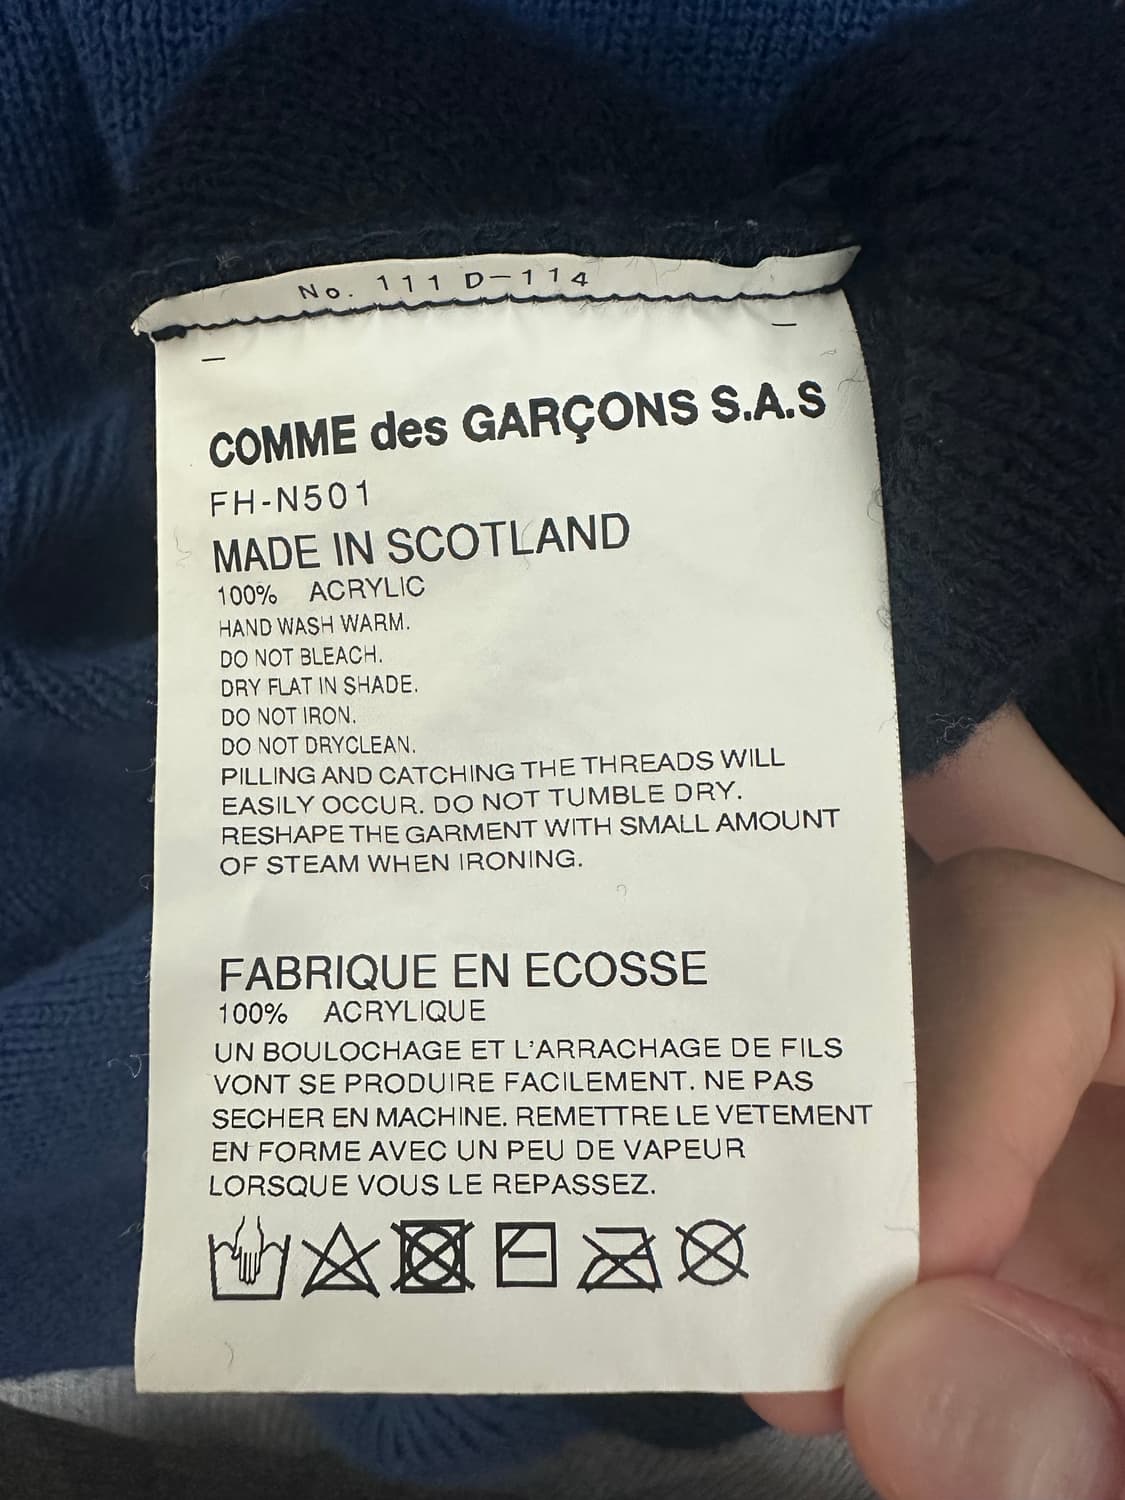 No. 111 D-114
COMME des GARÇONS S.A.S
FH-N501
MADE IN SCOTLAND
100% ACRYLIC
HAND WASH WARM.
DO NOT BLEACH.
DRY FLAT IN SHADE.
DO NOT IRON.
DO NOT DRYCLEAN.
PILLING AND CATCHING THE THREADS WILL
EASILY OCCUR. DO NOT TUMBLE DRY.
RESHAPE THE GARMENT WITH SMALL AMOUNT
OF STEAM WHEN IRONING.
FABRIQUE EN ECOSSE
100% ACRYLIQUE
UN BOULOCHAGE ET L'ARRACHAGE DE FILS
VONT SE PRODUIRE FACILEMENT. NE PAS
SECHER EN MACHINE. REMETTRE LE VETEMENT
EN FORME AVEC UN PEU DE VAPEUR
LORSQUE VOUS LE REPASSEZ.